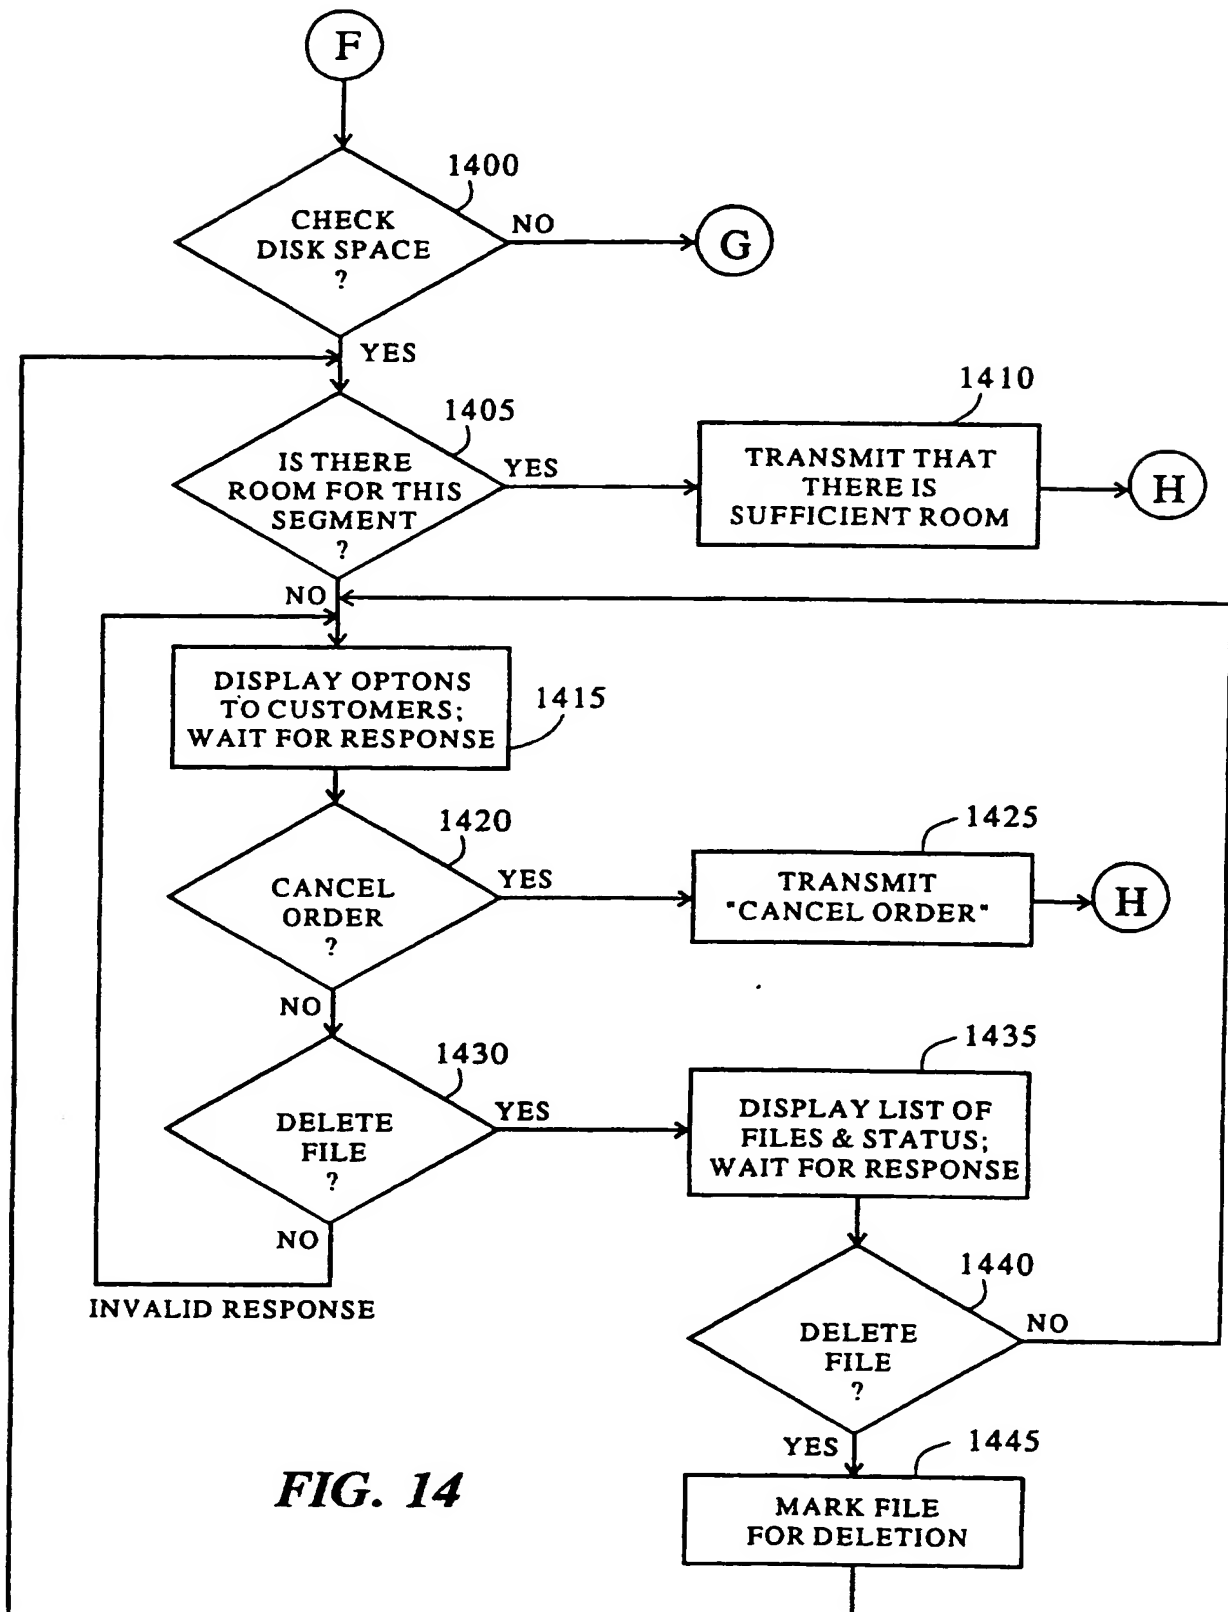 F
1400
CHECK
DISK SPACE
?
NO
G
YES
1405
IS THERE
ROOM FOR THIS
SEGMENT
?
YES
1410
TRANSMIT THAT
THERE IS
SUFFICIENT ROOM
H
NO
DISPLAY OPTONS
TO CUSTOMERS;
WAIT FOR RESPONSE
1415
1420
CANCEL
ORDER
?
YES
1425
TRANSMIT
"CANCEL ORDER"
H
NO
1430
DELETE
FILE
?
YES
1435
DISPLAY LIST OF
FILES & STATUS;
WAIT FOR RESPONSE
NO
INVALID RESPONSE
1440
DELETE
FILE
?
NO
YES
1445
MARK FILE
FOR DELETION
FIG. 14